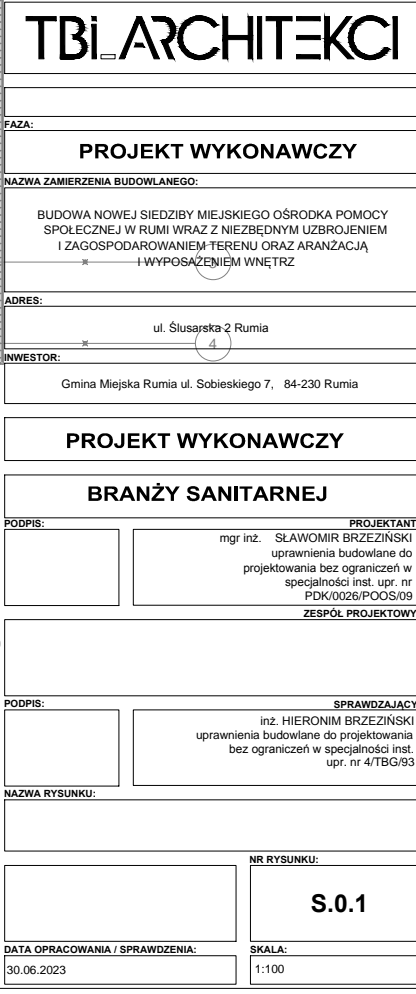 TBi_ARCHITEKCI
FAZA:
PROJEKT WYKONAWCZY
NAZWA ZAMIERZENIA BUDOWLANEGO:
BUDOWA NOWEJ SIEDZIBY MIEJSKIEGO OŚRODKA POMOCY
SPOŁECZNEJ W RUMI WRAZ Z NIEZBĘDNYM UZBROJENIEM
I ZAGOSPODAROWANIEM TERENU ORAZ ARANŻACJĄ
I WYPOSAŻENIEM WNĘTRZ
ADRES:
ul. Ślusarska 2 Rumia
4
INWESTOR:
Gmina Miejska Rumia ul. Sobieskiego 7, 84-230 Rumia
PROJEKT WYKONAWCZY
BRANŻY SANITARNEJ
PODPIS: PROJEKTANT
mgr inż. SŁAWOMIR BRZEZIŃSKI
uprawnienia budowlane do
projektowania bez ograniczeń w
specjalności inst. upr. nr
PDK/0026/POOS/09
ZESPÓŁ PROJEKTOWY
PODPIS: SPRAWDZAJĄCY
inż. HIERONIM BRZEZIŃSKI
uprawnienia budowlane do projektowania
bez ograniczeń w specjalności inst.
upr. nr 4/TBG/93
NAZWA RYSUNKU:
NR RYSUNKU:
S.0.1
DATA OPRACOWANIA / SPRAWDZENIA: SKALA:
30.06.2023 1:100